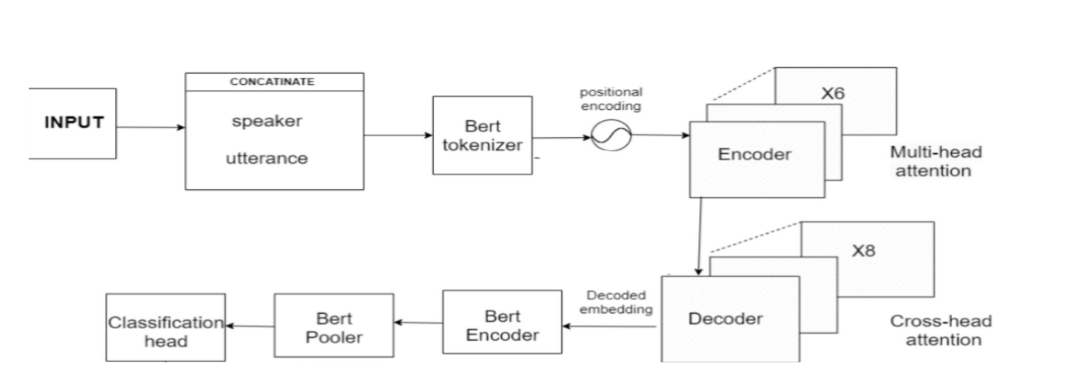 INPUT
CONCATINATE
speaker
utterance
Bert
tokenizer
positional
encoding
X6
Encoder
Multi-head
attention
X8
Decoder
Cross-head
attention
Decoded
embedding
Bert
Encoder
Bert
Pooler
Classification
head